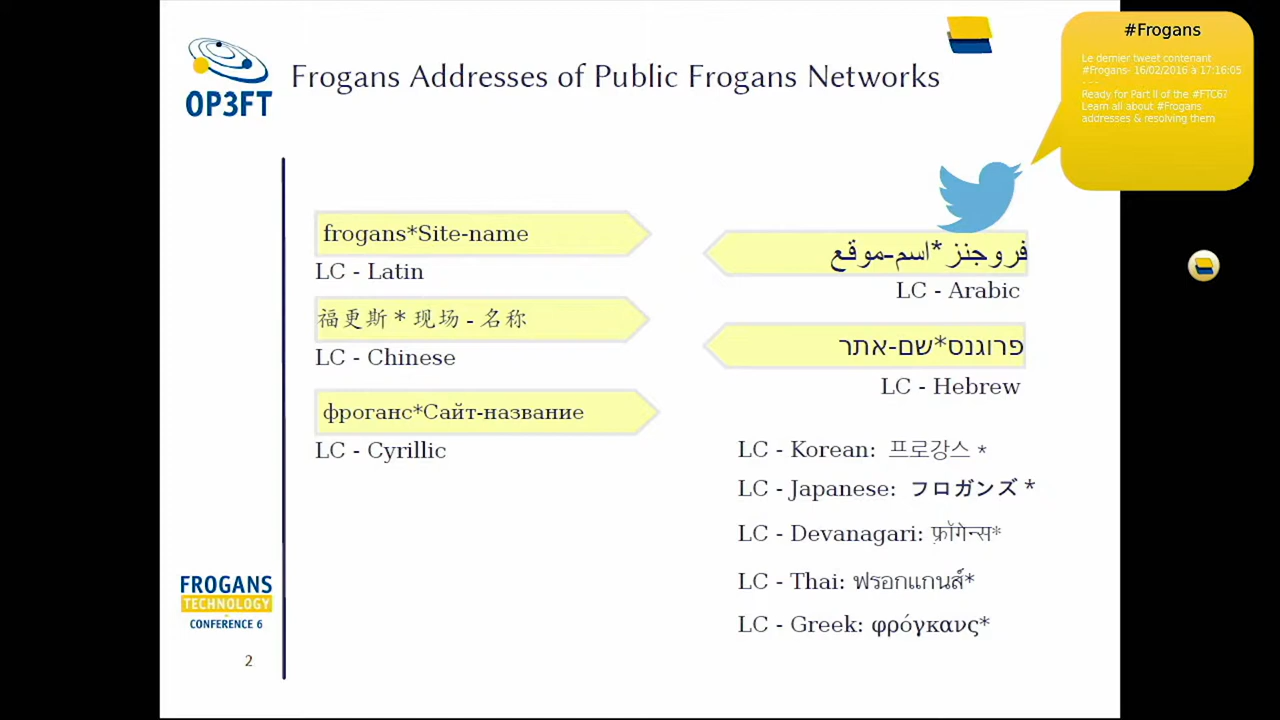 OP3FT
Frogans Addresses of Public Frogans Networks
#Frogans
Le dernier tweet contenant
#Frogans- 16/02/2016 à 17:16:05
---
Ready for Part II of the #FTC6?
Learn all about #Frogans
addresses & resolving them
frogans*Site-name
LC - Latin
福更斯 * 现场 - 名称
LC - Chinese
фроганс*Сайт-название
LC - Cyrillic
فروجنز*اسم-موقع
LC - Arabic
פרוגנס*שם-אתר
LC - Hebrew
LC - Korean: 프로강스 *
LC - Japanese: フロガンズ *
LC - Devanagari: फ़्रॉगेन्स*
LC - Thai: ฟรอกแกนส์*
LC - Greek: φρόγκανς*
FROGANS
TECHNOLOGY
CONFERENCE 6
2